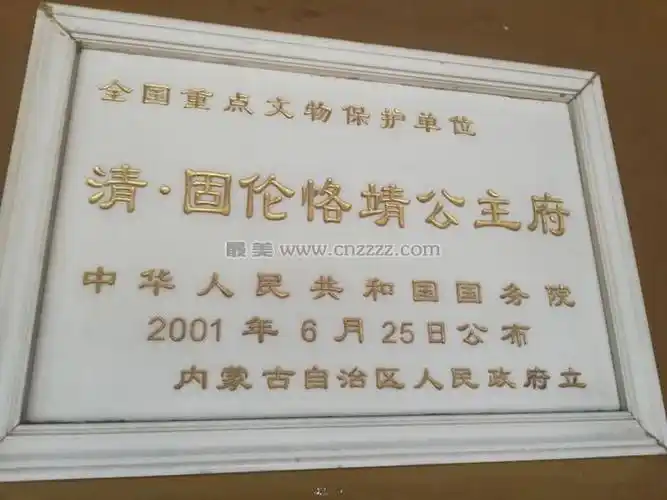 全国重点文物保护单位
清·固伦恪靖公主府
最美 www.cnzzzz.com
中华人民共和国国务院
2001年6月25日公布
内蒙古自治区人民政府立